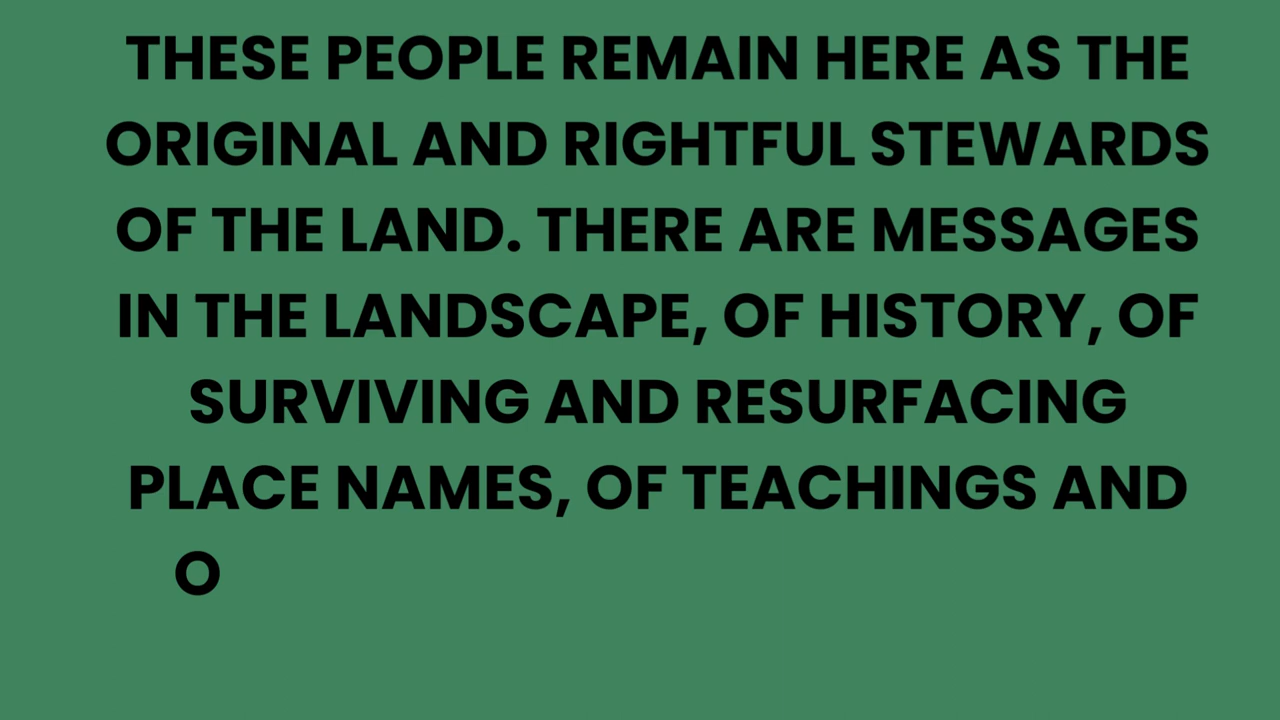 THESE PEOPLE REMAIN HERE AS THE
ORIGINAL AND RIGHTFUL STEWARDS
OF THE LAND. THERE ARE MESSAGES
IN THE LANDSCAPE, OF HISTORY, OF
SURVIVING AND RESURFACING
PLACE NAMES, OF TEACHINGS AND
O